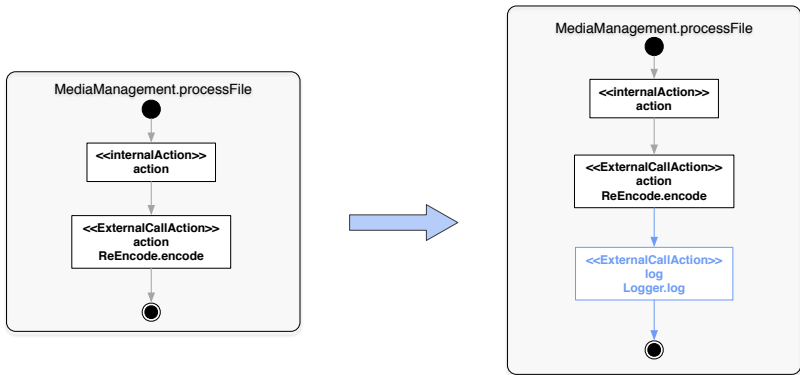 MediaManagement.processFile
<<internalAction>>
action
<<ExternalCallAction>>
action
ReEncode.encode
MediaManagement.processFile
<<internalAction>>
action
<<ExternalCallAction>>
action
ReEncode.encode
<<ExternalCallAction>>
log
Logger.log